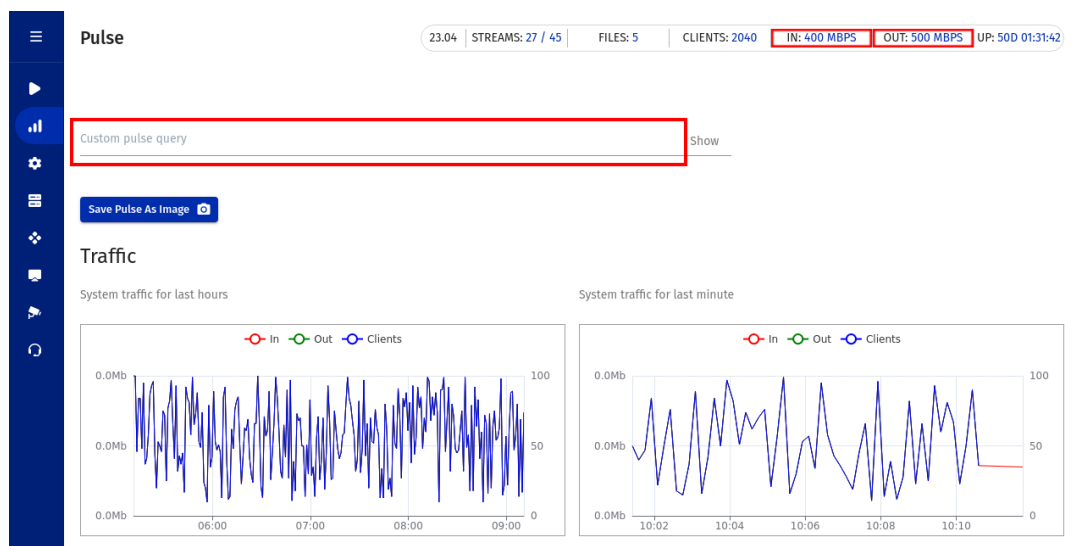 Pulse
23.04 STREAMS: 27 / 45 FILES: 5 CLIENTS: 2040 IN: 400 MBPS OUT: 500 MBPS UP: 50D 01:31:42
Custom pulse query
Show
Save Pulse As Image
Traffic
System traffic for last hours
In Out Clients
0.0Mb 100
0.0Mb 50
0.0Mb 0
06:00 07:00 08:00 09:00
System traffic for last minute
In Out Clients
0.0Mb 100
0.0Mb 50
0.0Mb 0
10:02 10:04 10:06 10:08 10:10